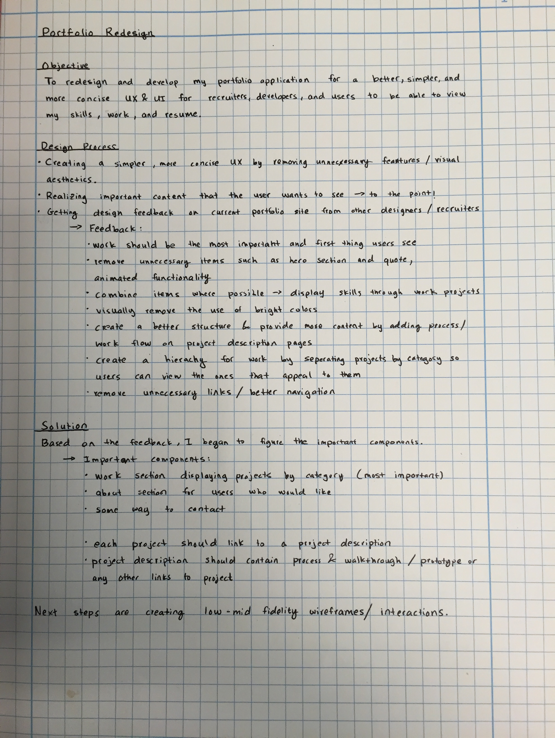 Portfolio Redesign
Objective
To redesign and develop my portfolio application for a better, simpler, and
more concise UX & UI for recruiters, developers, and users to be able to view
my skills, work, and resume.
Design Process
• Creating a simpler, more concise UX by removing unnecessary features / visual
aesthetics.
• Realizing important content that the user wants to see → to the point!
• Getting design feedback on current portfolio site from other designers / recruiters
→ Feedback:
• work should be the most important and first thing users see
• remove unnecessary items such as hero section and quote,
animated functionality
• combine items where possible → display skills through work projects
• visually remove the use of bright colors
• create a better structure & provide more content by adding process/
work flow on project description pages
• create a hierachy for work by seperating projects by category so
users can view the ones that appeal to them
• remove unnecessary links / better navigation
Solution
Based on the feedback, I began to figure the important components.
→ Important components:
• work section displaying projects by category (most important)
• about section for users who would like
• some way to contact
• each project should link to a project description
• project description should contain process & walkthrough / prototype or
any other links to project
Next steps are creating low-mid fidelity wireframes/ interactions.